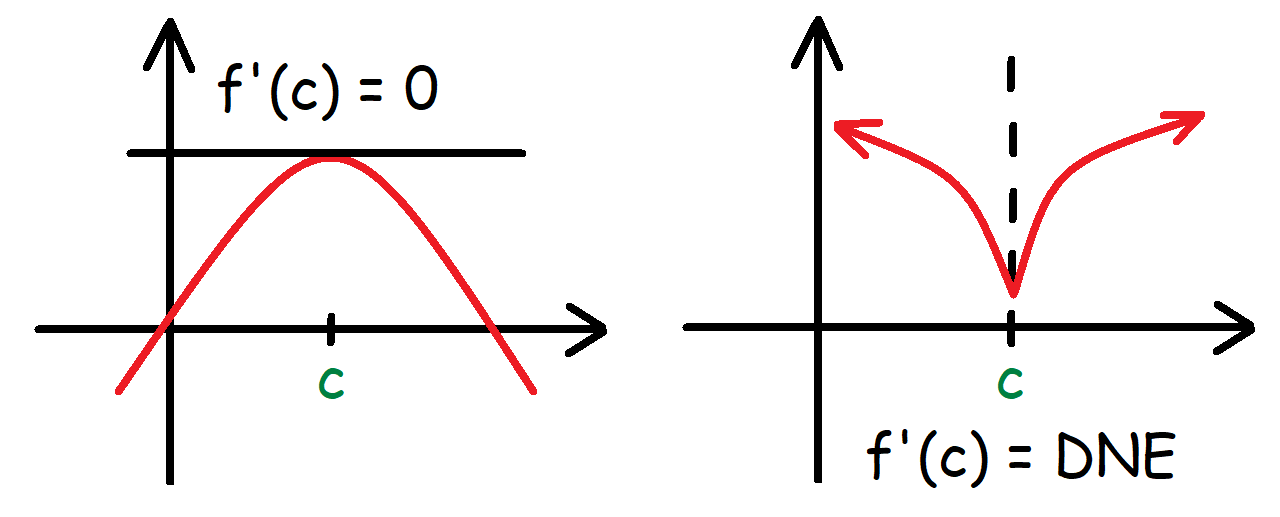 f'(c) = 0
c
c
f'(c) = DNE